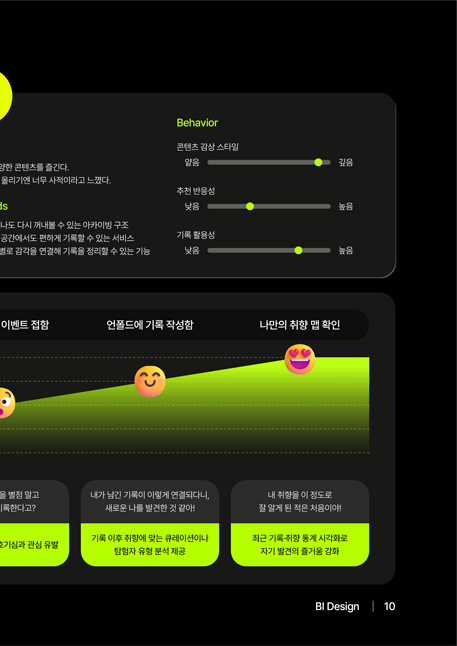 Behavior
콘텐츠 감상 스타일
얕음 깊음
추천 반응성
낮음 높음
기록 활용성
낮음 높음
양한 콘텐츠를 즐긴다.
올리기엔 너무 사적이라고 느꼈다.
ds
나도 다시 꺼내볼 수 있는 아카이빙 구조
공간에서도 편하게 기록할 수 있는 서비스
별로 감각을 연결해 기록을 정리할 수 있는 기능
이벤트 접함
언폴드에 기록 작성함
나만의 취향 맵 확인
을 별점 말고
기록한다고?
호기심과 관심 유발
내가 남긴 기록이 이렇게 연결되다니,
새로운 나를 발견한 것 같아!
기록 이후 취향에 맞는 큐레이션이나
탐험자 유형 분석 제공
내 취향을 이 정도로
잘 알게 된 적은 처음이야!
최근 기록·취향 통계 시각화로
자기 발견의 즐거움 강화
BI Design | 10